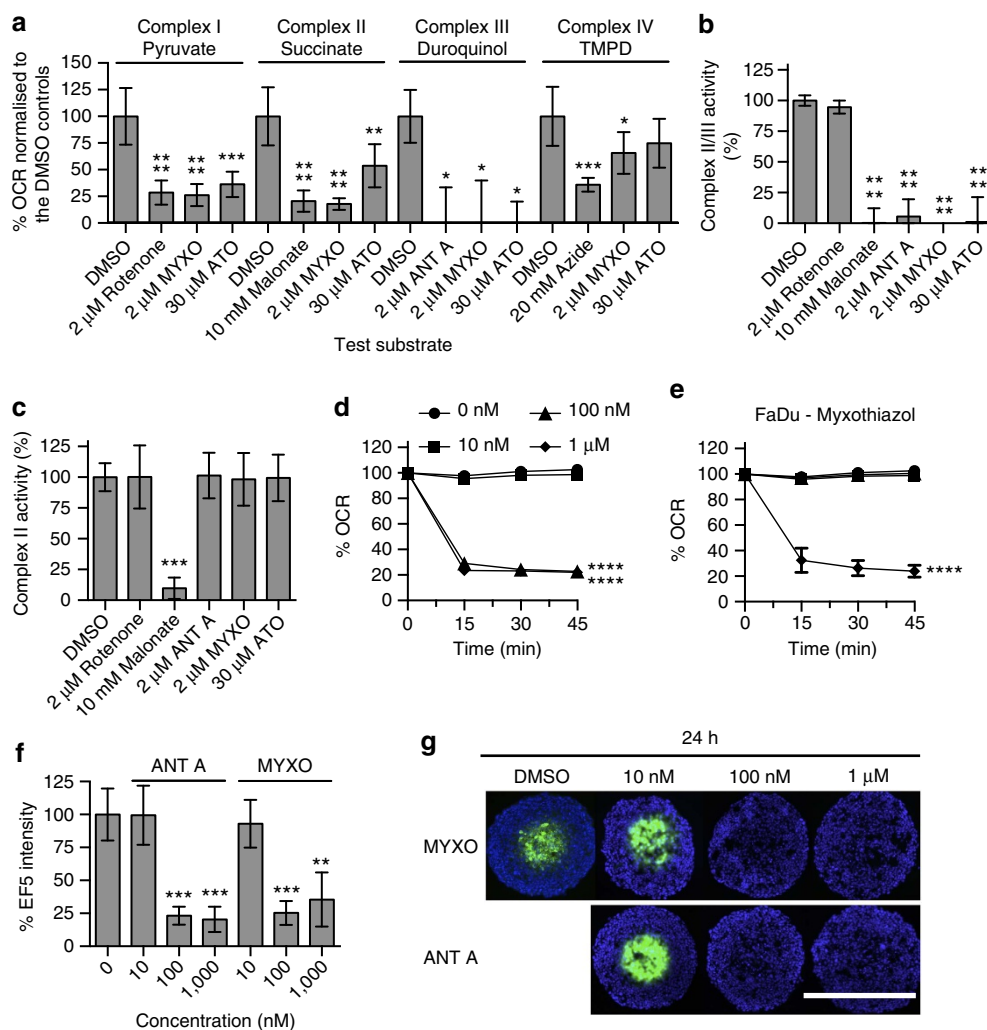 a
Complex I
Pyruvate
Complex II
Succinate
Complex III
Duroquinol
Complex IV
TMPD
% OCR normalised to
the DMSO controls
150
125
100
75
50
25
0
**
**
**
**
***
**
**
**
**
**
*
*
*
***
*
DMSO
2 µM Rotenone
2 µM MYXO
30 µM ATO
DMSO
10 mM Malonate
2 µM MYXO
30 µM ATO
DMSO
2 µM ANT A
2 µM MYXO
30 µM ATO
DMSO
20 mM Azide
2 µM MYXO
30 µM ATO
Test substrate
b
Complex II/III activity
(%)
125
100
75
50
25
0
**
**
**
**
**
**
**
**
DMSO
2 µM Rotenone
10 mM Malonate
2 µM ANT A
2 µM MYXO
30 µM ATO
c
Complex II activity (%)
125
100
75
50
25
0
***
DMSO
2 µM Rotenone
10 mM Malonate
2 µM ANT A
2 µM MYXO
30 µM ATO
d
0 nM
100 nM
10 nM
1 µM
% OCR
120
100
80
60
40
20
0
****
****
0
15
30
45
Time (min)
e
FaDu - Myxothiazol
% OCR
120
100
80
60
40
20
0
****
0
15
30
45
Time (min)
f
ANT A
MYXO
% EF5 intensity
125
100
75
50
25
0
***
***
***
**
0
10
100
1,000
10
100
1,000
Concentration (nM)
g
24 h
DMSO
10 nM
100 nM
1 µM
MYXO
ANT A